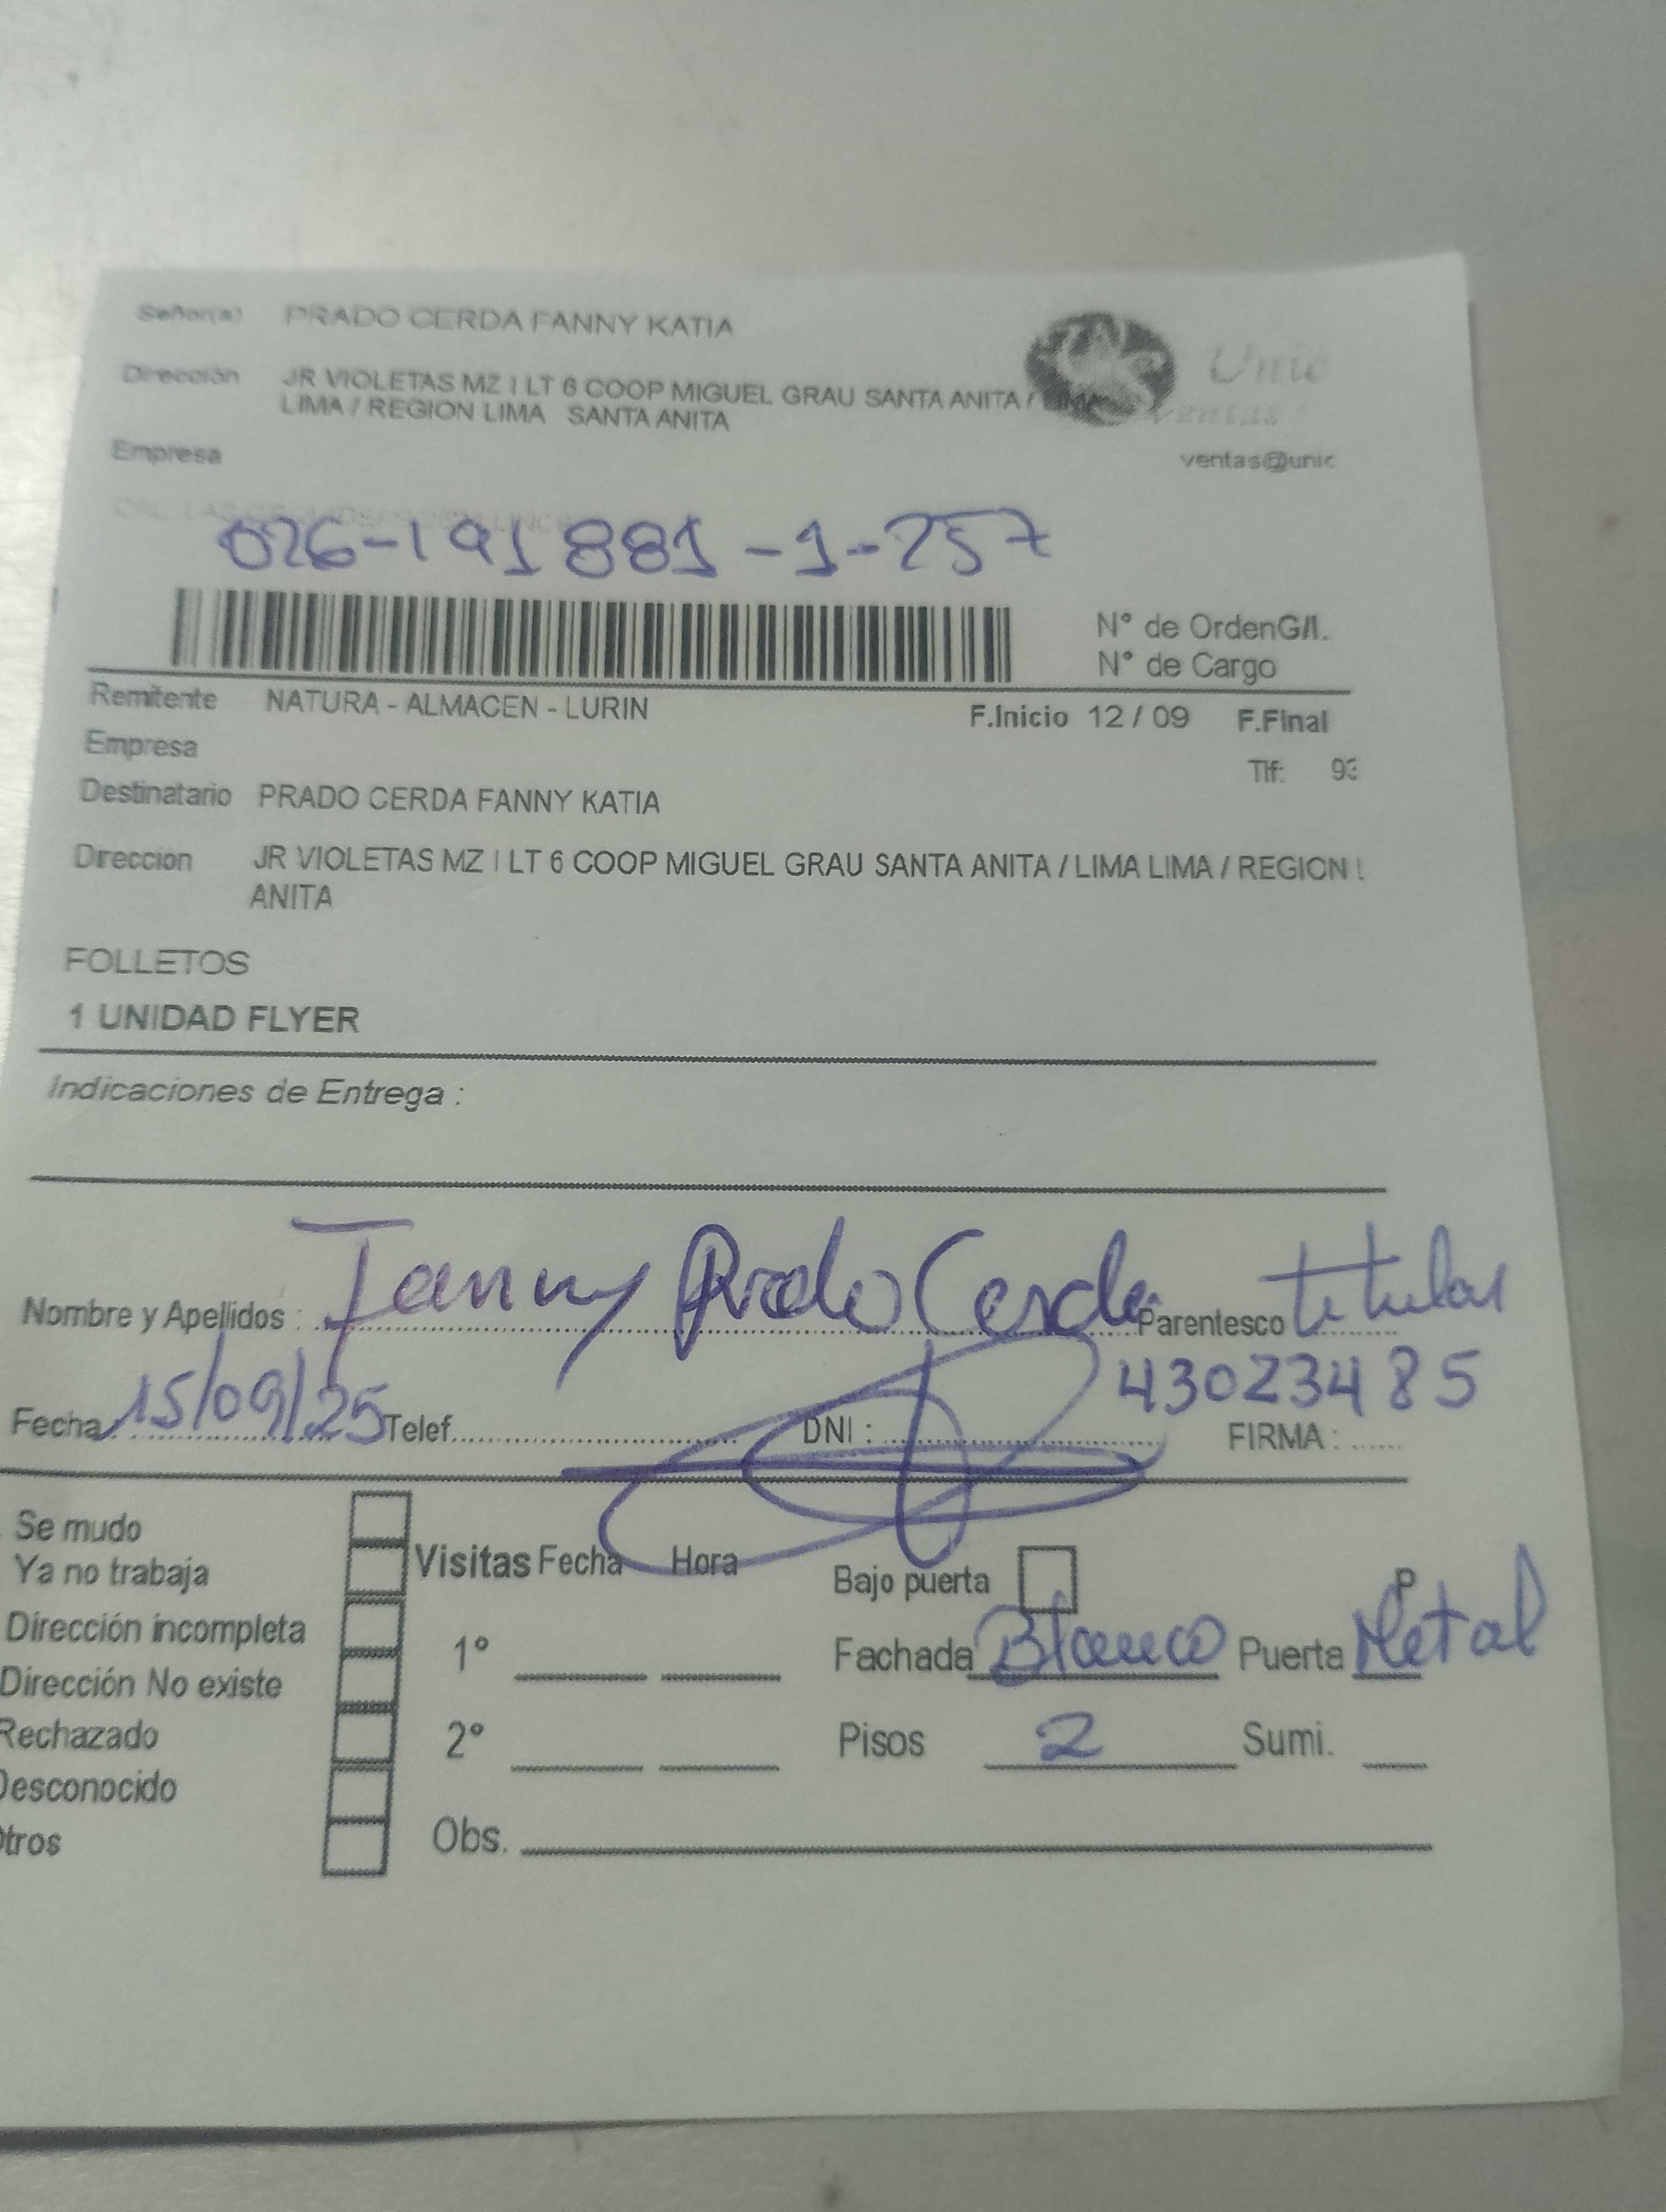 Señor(a) PRADO CERDA FANNY KATIA
Unic
Dirección JR VIOLETAS MZ I LT 6 COOP MIGUEL GRAU SANTA ANITA / LIMA
LIMA / REGION LIMA SANTA ANITA
ventas
Empresa
ventas@unic
026-191881-1-257
N° de OrdenG/I.
N° de Cargo
Remitente NATURA - ALMACEN - LURIN F.Inicio 12 / 09 F.Final
Empresa
Tlf: 93
Destinatario PRADO CERDA FANNY KATIA
Direccion JR VIOLETAS MZ I LT 6 COOP MIGUEL GRAU SANTA ANITA / LIMA LIMA / REGION L
ANITA
FOLLETOS
1 UNIDAD FLYER
Indicaciones de Entrega :
Nombre y Apellidos : Fanny Prado Cerda Parentesco titular
43023485
Fecha 15/09/25 Telef. DNI : FIRMA :
Se mudo
Ya no trabaja Visitas Fecha Hora Bajo puerta P
Dirección incompleta 1° Fachada Blanco Puerta Metal
Dirección No existe
Rechazado 2° Pisos 2 Sumi.
Desconocido
Otros Obs.